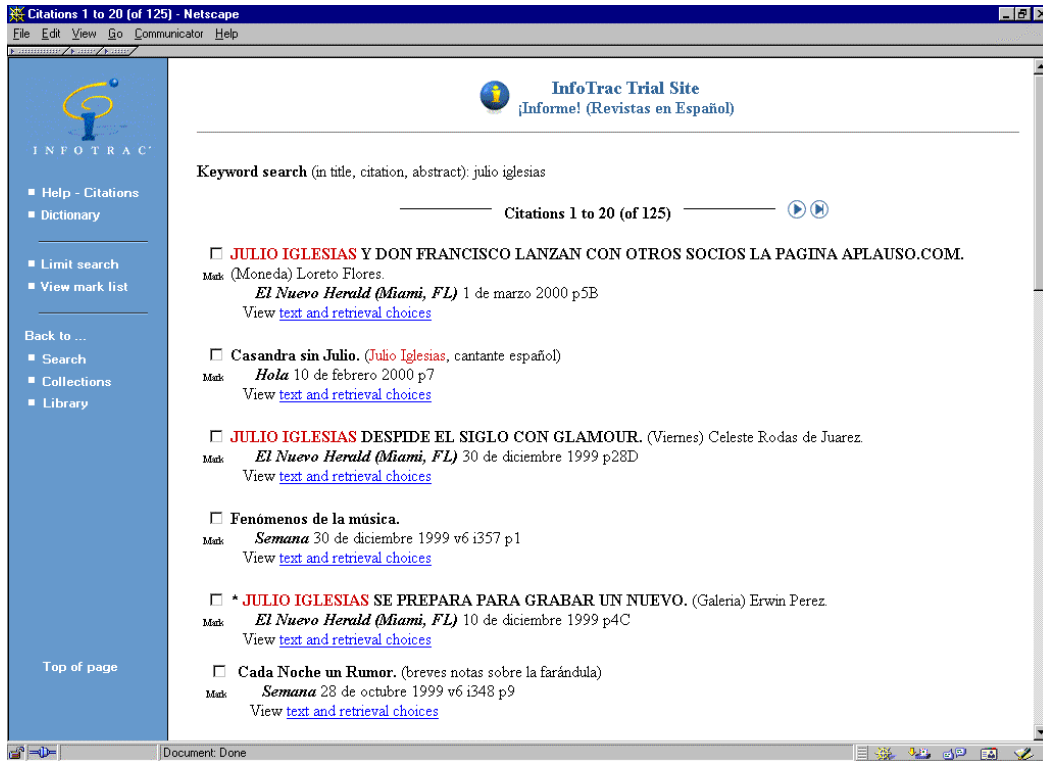 Citations 1 to 20 (of 125) - Netscape
File Edit View Go Communicator Help
INFOTRAC
Help - Citations
Dictionary
Limit search
View mark list
Back to ...
Search
Collections
Library
Top of page
InfoTrac Trial Site
¡Informe! (Revistas en Español)
Keyword search (in title, citation, abstract): julio iglesias
Citations 1 to 20 (of 125)
JULIO IGLESIAS Y DON FRANCISCO LANZAN CON OTROS SOCIOS LA PAGINA APLAUSO.COM.
Mark (Moneda) Loreto Flores.
El Nuevo Herald (Miami, FL) 1 de marzo 2000 p5B
View text and retrieval choices
Casandra sin Julio. (Julio Iglesias, cantante español)
Mark Hola 10 de febrero 2000 p7
View text and retrieval choices
JULIO IGLESIAS DESPIDE EL SIGLO CON GLAMOUR. (Viernes) Celeste Rodas de Juarez.
Mark El Nuevo Herald (Miami, FL) 30 de diciembre 1999 p28D
View text and retrieval choices
Fenómenos de la música.
Mark Semana 30 de diciembre 1999 v6 i357 p1
View text and retrieval choices
* JULIO IGLESIAS SE PREPARA PARA GRABAR UN NUEVO. (Galeria) Erwin Perez.
Mark El Nuevo Herald (Miami, FL) 10 de diciembre 1999 p4C
View text and retrieval choices
Cada Noche un Rumor. (breves notas sobre la farándula)
Mark Semana 28 de octubre 1999 v6 i348 p9
View text and retrieval choices
Document: Done